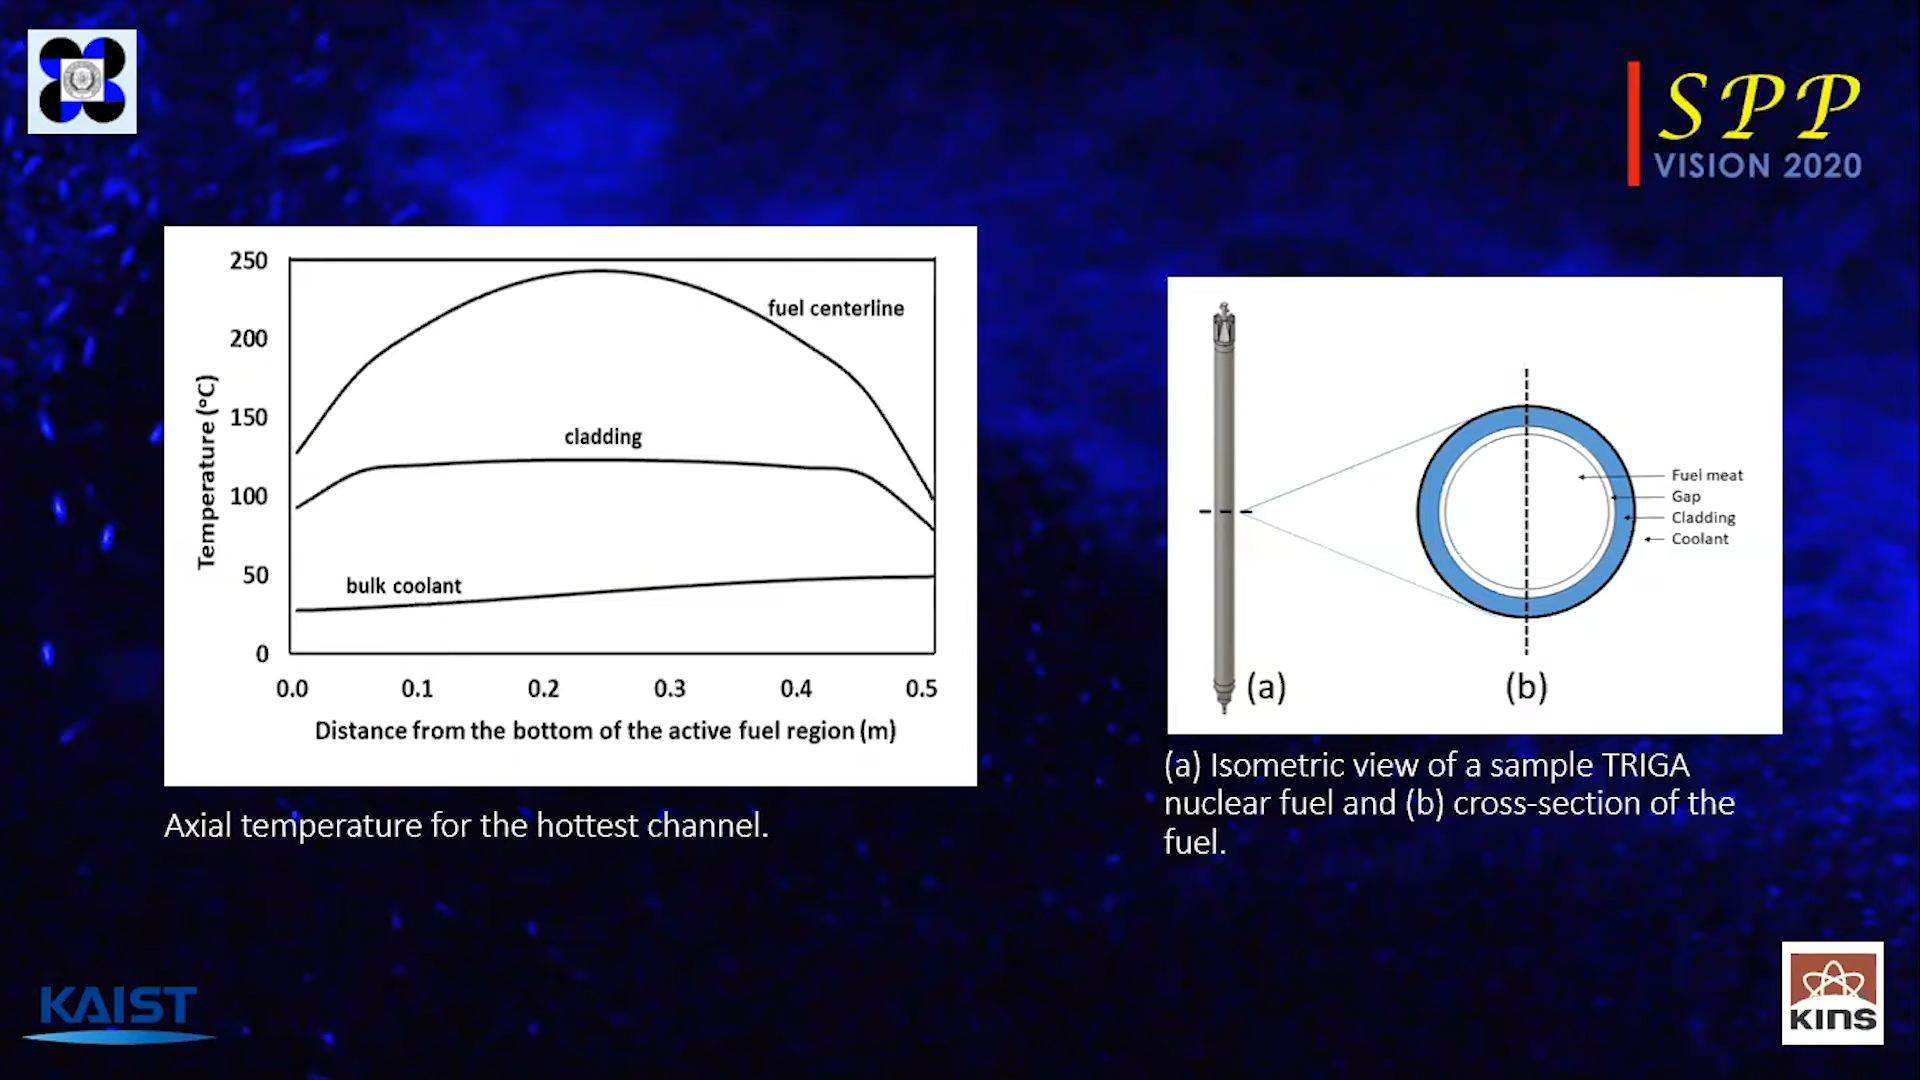 SPP
VISION 2020
250
200
150
100
50
0
Temperature (°C)
fuel centerline
cladding
bulk coolant
0.0 0.1 0.2 0.3 0.4 0.5
Distance from the bottom of the active fuel region (m)
Axial temperature for the hottest channel.
Fuel meat
Gap
Cladding
Coolant
(a) (b)
(a) Isometric view of a sample TRIGA
nuclear fuel and (b) cross-section of the
fuel.
KAIST
KINS